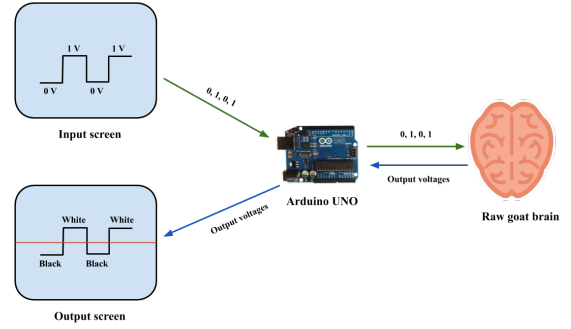 1 V 1 V
0 V 0 V
Input screen
0, 1, 0, 1
0, 1, 0, 1
Output voltages
Arduino UNO
Raw goat brain
Output voltages
White White
Black Black
Output screen